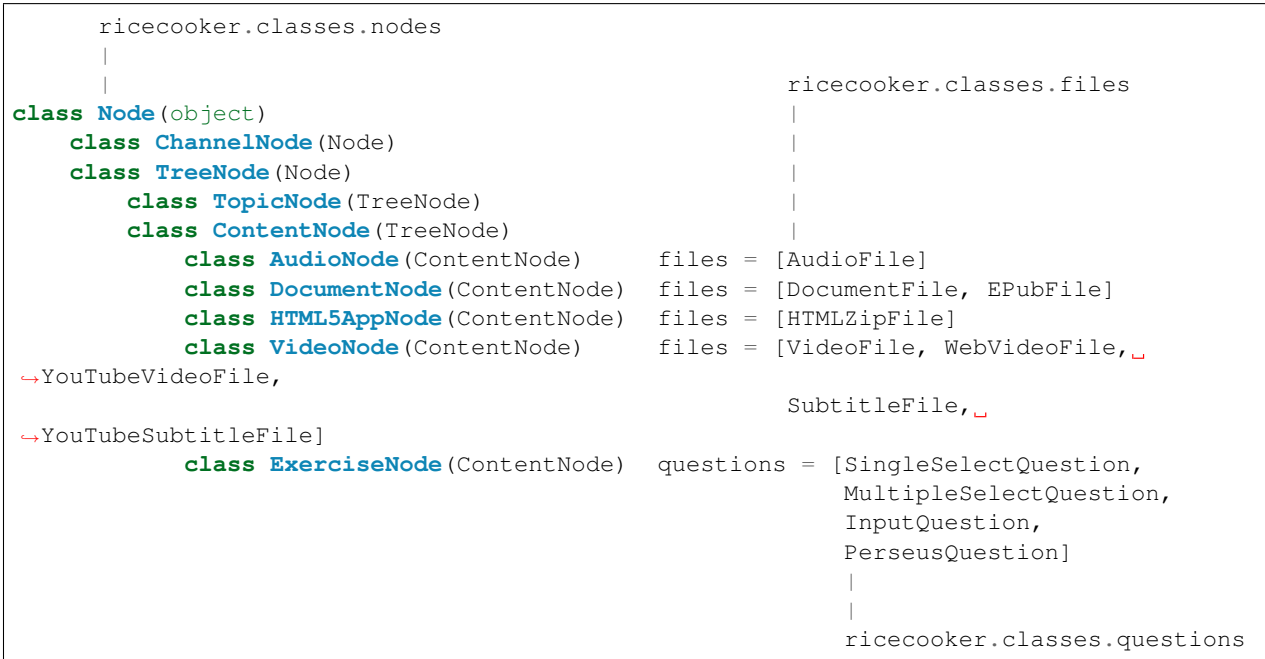 ricecooker.classes.nodes
      |
      |                                               ricecooker.classes.files
class Node(object)                                    |
    class ChannelNode(Node)                           |
    class TreeNode(Node)                              |
        class TopicNode(TreeNode)                     |
        class ContentNode(TreeNode)                   |
            class AudioNode(ContentNode)     files = [AudioFile]
            class DocumentNode(ContentNode)  files = [DocumentFile, EPubFile]
            class HTML5AppNode(ContentNode)  files = [HTMLZipFile]
            class VideoNode(ContentNode)     files = [VideoFile, WebVideoFile,␣
↪YouTubeVideoFile,
                                                      SubtitleFile,␣
↪YouTubeSubtitleFile]
            class ExerciseNode(ContentNode)  questions = [SingleSelectQuestion,
                                                          MultipleSelectQuestion,
                                                          InputQuestion,
                                                          PerseusQuestion]
                                                          |
                                                          |
                                                          ricecooker.classes.questions